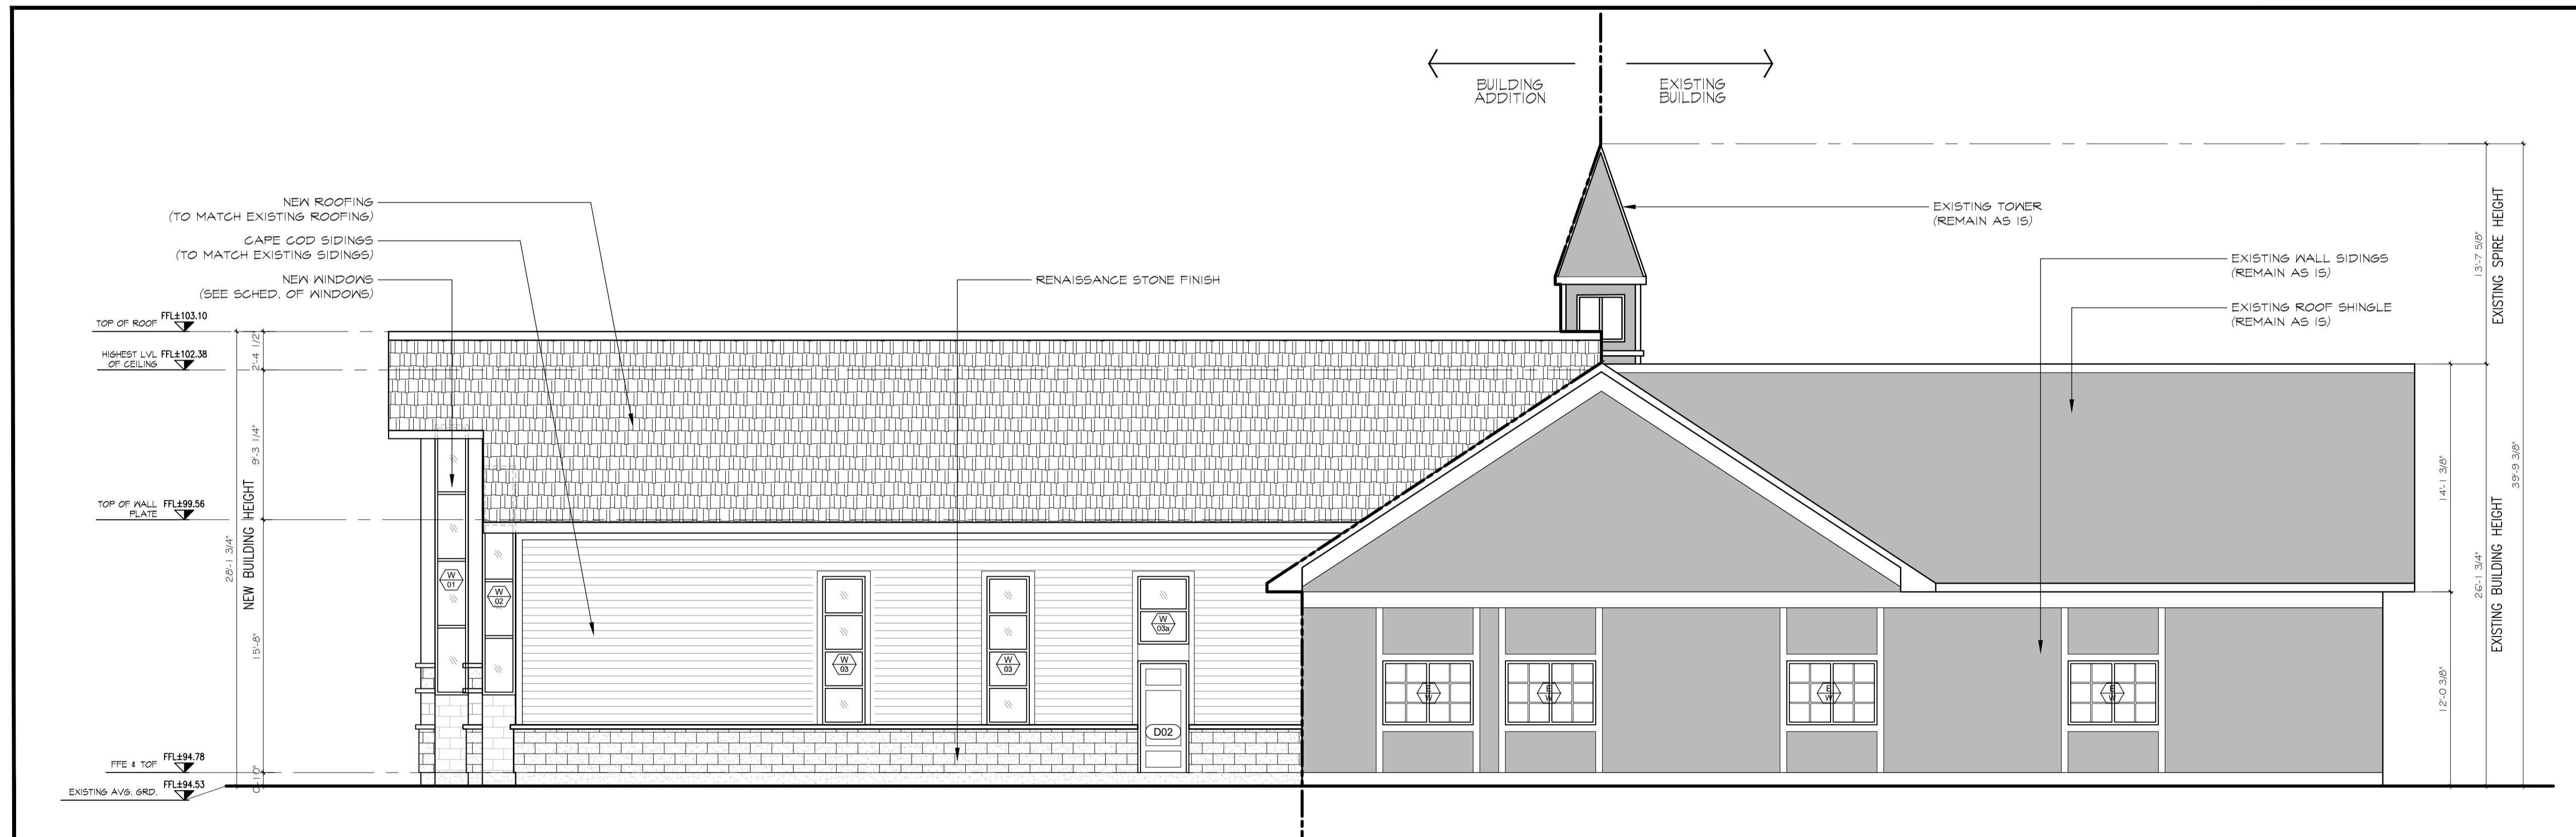 BUILDING
ADDITION
EXISTING
BUILDING
NEW ROOFING
(TO MATCH EXISTING ROOFING)
CAPE COD SIDINGS
(TO MATCH EXISTING SIDINGS)
NEW WINDOWS
(SEE SCHED. OF WINDOWS)
RENAISSANCE STONE FINISH
EXISTING TOWER
(REMAIN AS IS)
EXISTING WALL SIDINGS
(REMAIN AS IS)
EXISTING ROOF SHINGLE
(REMAIN AS IS)
TOP OF ROOF FFL±103.10
HIGHEST LVL FFL±102.38
OF CEILING
TOP OF WALL FFL±99.56
PLATE
FFE & TOF FFL±94.78
EXISTING AVG. GRD. FFL±94.53
28'-1 3/4"
NEW BUILDING HEIGHT
2'-4 1/2"
9'-3 1/4"
15'-8"
0'-10"
W
01
W
02
W
03
W
03
W
03a
D02
E
W
E
W
E
W
E
W
14'-1 3/8"
12'-0 3/8"
13'-7 5/8"
EXISTING SPIRE HEIGHT
26'-1 3/4"
EXISTING BUILDING HEIGHT
39'-9 3/8"